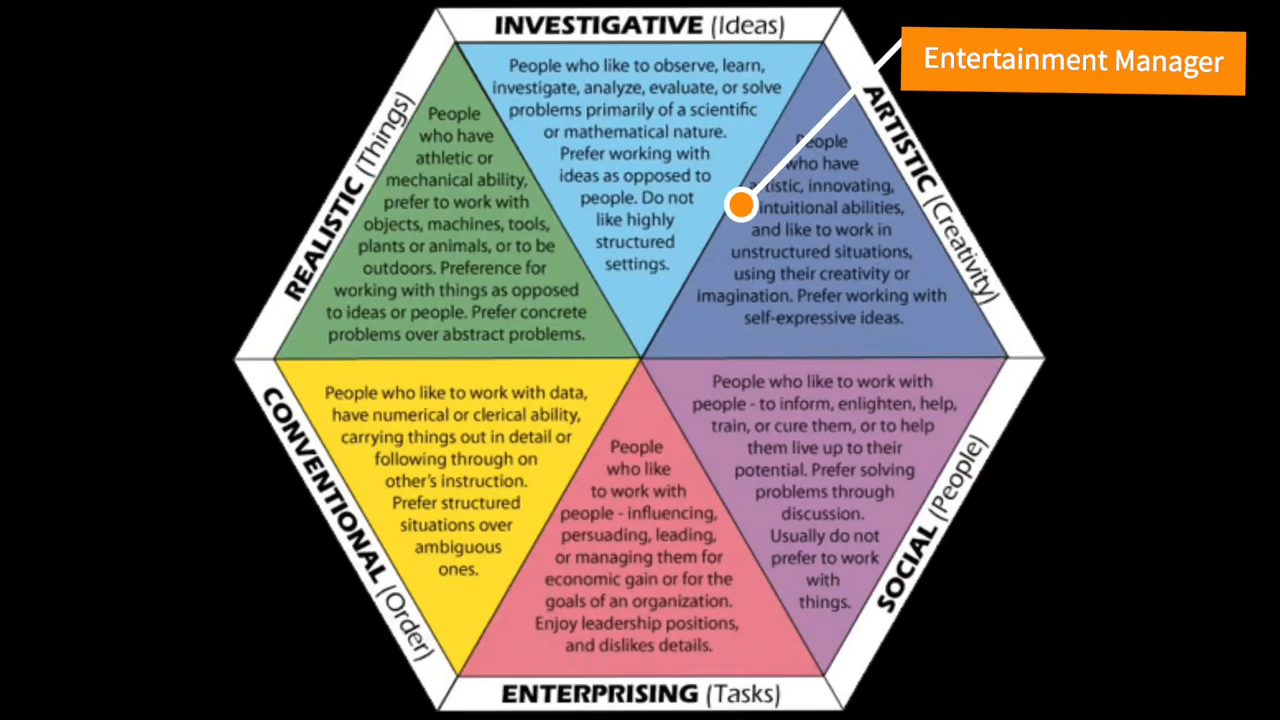 INVESTIGATIVE (Ideas)
Entertainment Manager
People who like to observe, learn,
investigate, analyze, evaluate, or solve
problems primarily of a scientific
or mathematical nature.
Prefer working with
ideas as opposed to
people. Do not
like highly
structured
settings.
REALISTIC (Things)
People
who have
athletic or
mechanical ability,
prefer to work with
objects, machines, tools,
plants or animals, or to be
outdoors. Preference for
working with things as opposed
to ideas or people. Prefer concrete
problems over abstract problems.
ARTISTIC (Creativity)
People
who have
artistic, innovating,
intuitional abilities,
and like to work in
unstructured situations,
using their creativity or
imagination. Prefer working with
self-expressive ideas.
CONVENTIONAL (Order)
People who like to work with data,
have numerical or clerical ability,
carrying things out in detail or
following through on
other's instruction.
Prefer structured
situations over
ambiguous
ones.
People
who like
to work with
people - influencing,
persuading, leading,
or managing them for
economic gain or for the
goals of an organization.
Enjoy leadership positions,
and dislikes details.
People who like to work with
people - to inform, enlighten, help,
train, or cure them, or to help
them live up to their
potential. Prefer solving
problems through
discussion.
Usually do not
prefer to work
with
things.
SOCIAL (People)
ENTERPRISING (Tasks)